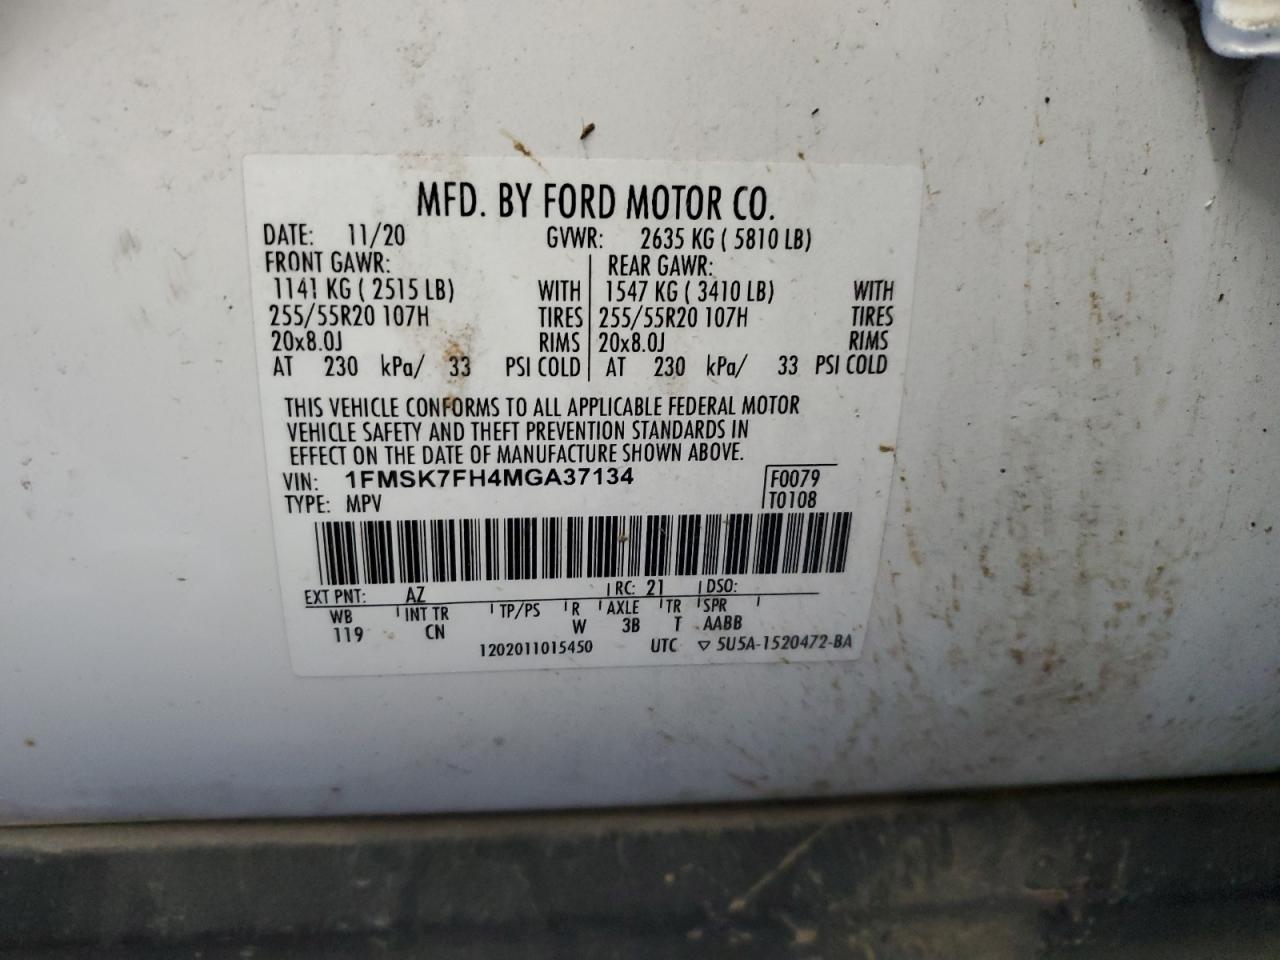 MFD. BY FORD MOTOR CO.
DATE: 11/20 GVWR: 2635 KG ( 5810 LB)
FRONT GAWR: REAR GAWR:
1141 KG ( 2515 LB) WITH 1547 KG ( 3410 LB) WITH
255/55R20 107H TIRES 255/55R20 107H TIRES
20x8.0J RIMS 20x8.0J RIMS
AT 230 kPa/ 33 PSI COLD AT 230 kPa/ 33 PSI COLD
THIS VEHICLE CONFORMS TO ALL APPLICABLE FEDERAL MOTOR
VEHICLE SAFETY AND THEFT PREVENTION STANDARDS IN
EFFECT ON THE DATE OF MANUFACTURE SHOWN ABOVE.
VIN: 1FMSK7FH4MGA37134 F0079
TYPE: MPV T0108
EXT PNT: AZ RC: 21 DSO:
WB INT TR TP/PS R AXLE TR SPR
119 CN W 3B T AABB
1202011015450 UTC ▽ 5U5A-1520472-BA